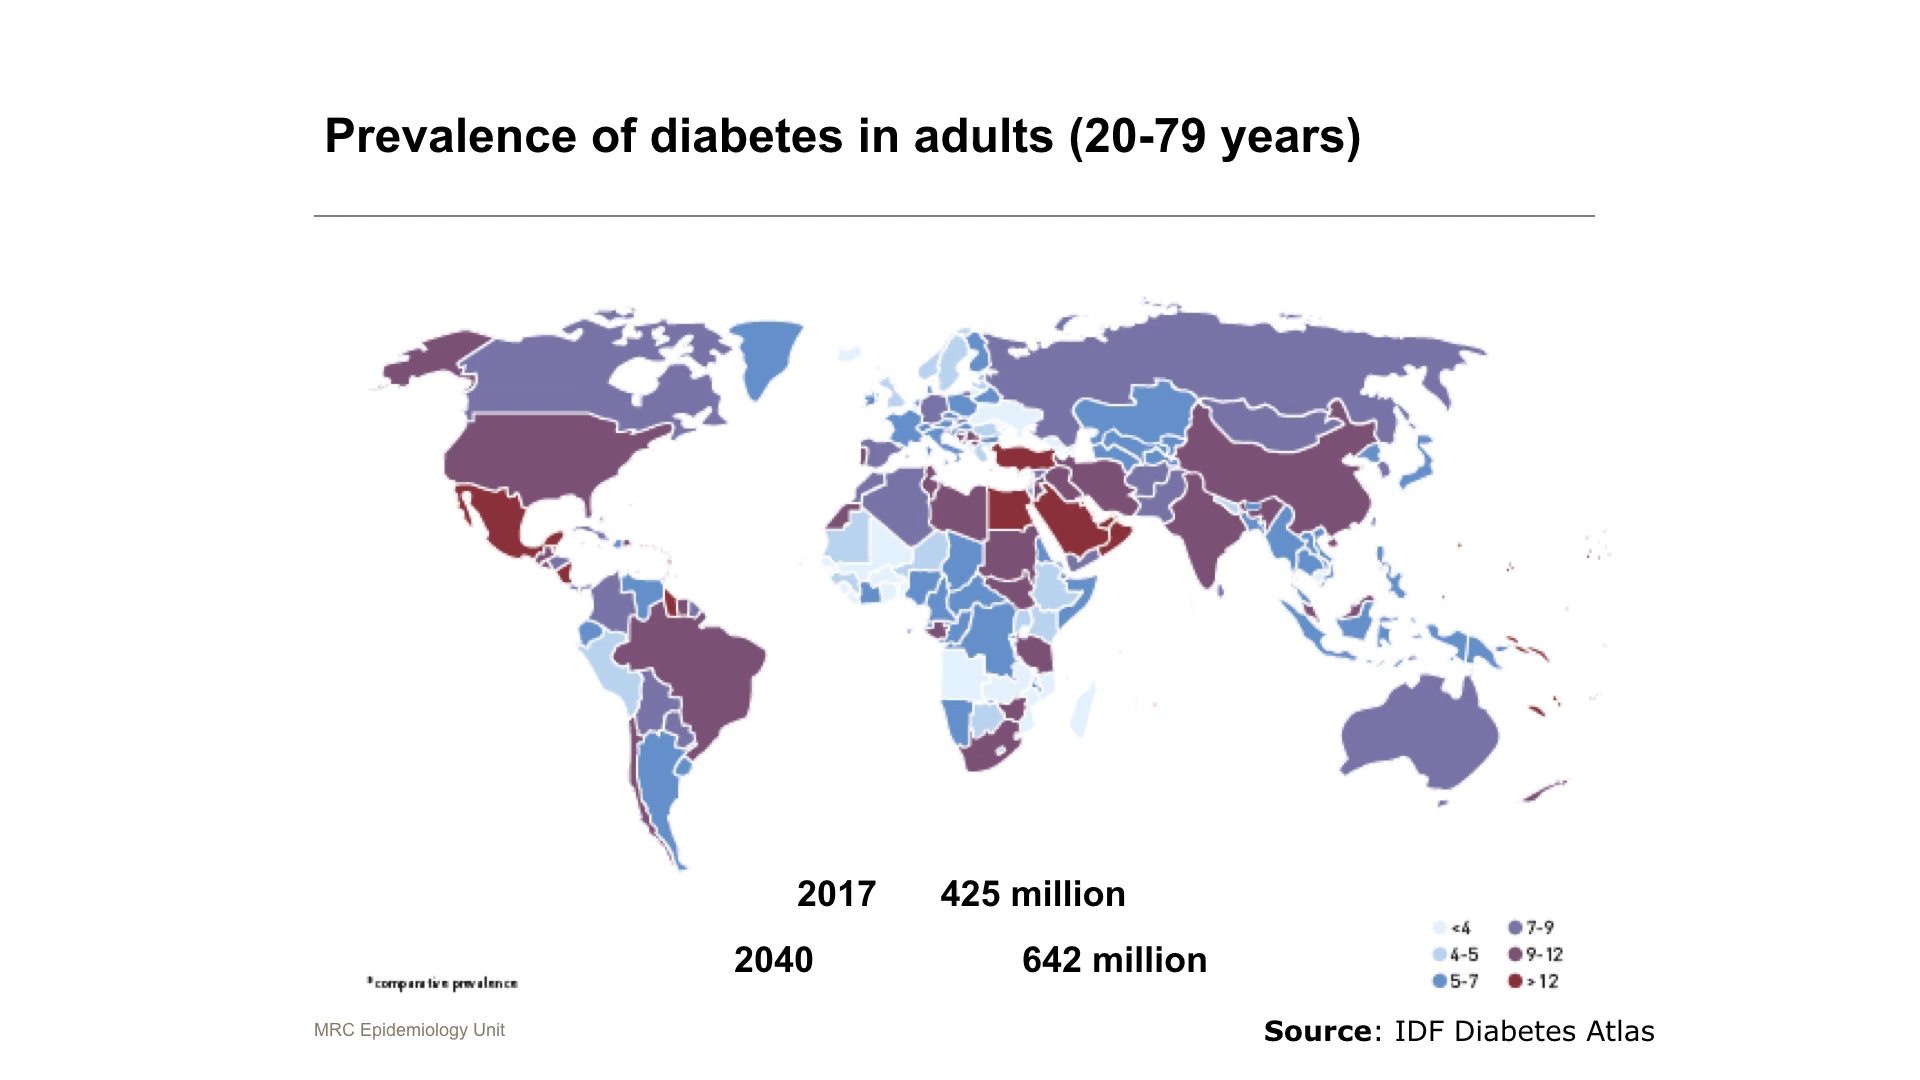 Prevalence of diabetes in adults (20-79 years)
2017 425 million
2040 642 million
<4 7-9
4-5 9-12
5-7 >12
*comparative prevalence
MRC Epidemiology Unit
Source: IDF Diabetes Atlas